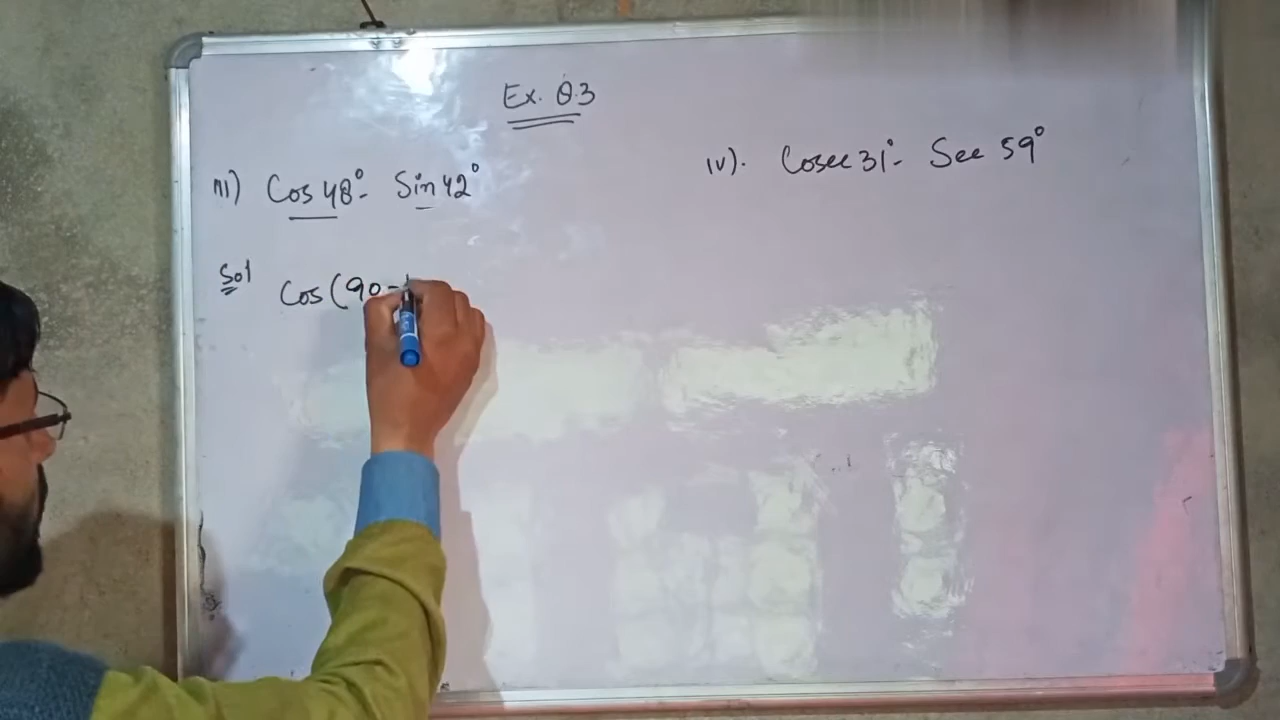 Ex. 8.3
iii) Cos 48° - Sin 42°
iv). Cosec 31° - Sec 59°
Sol Cos (90 -